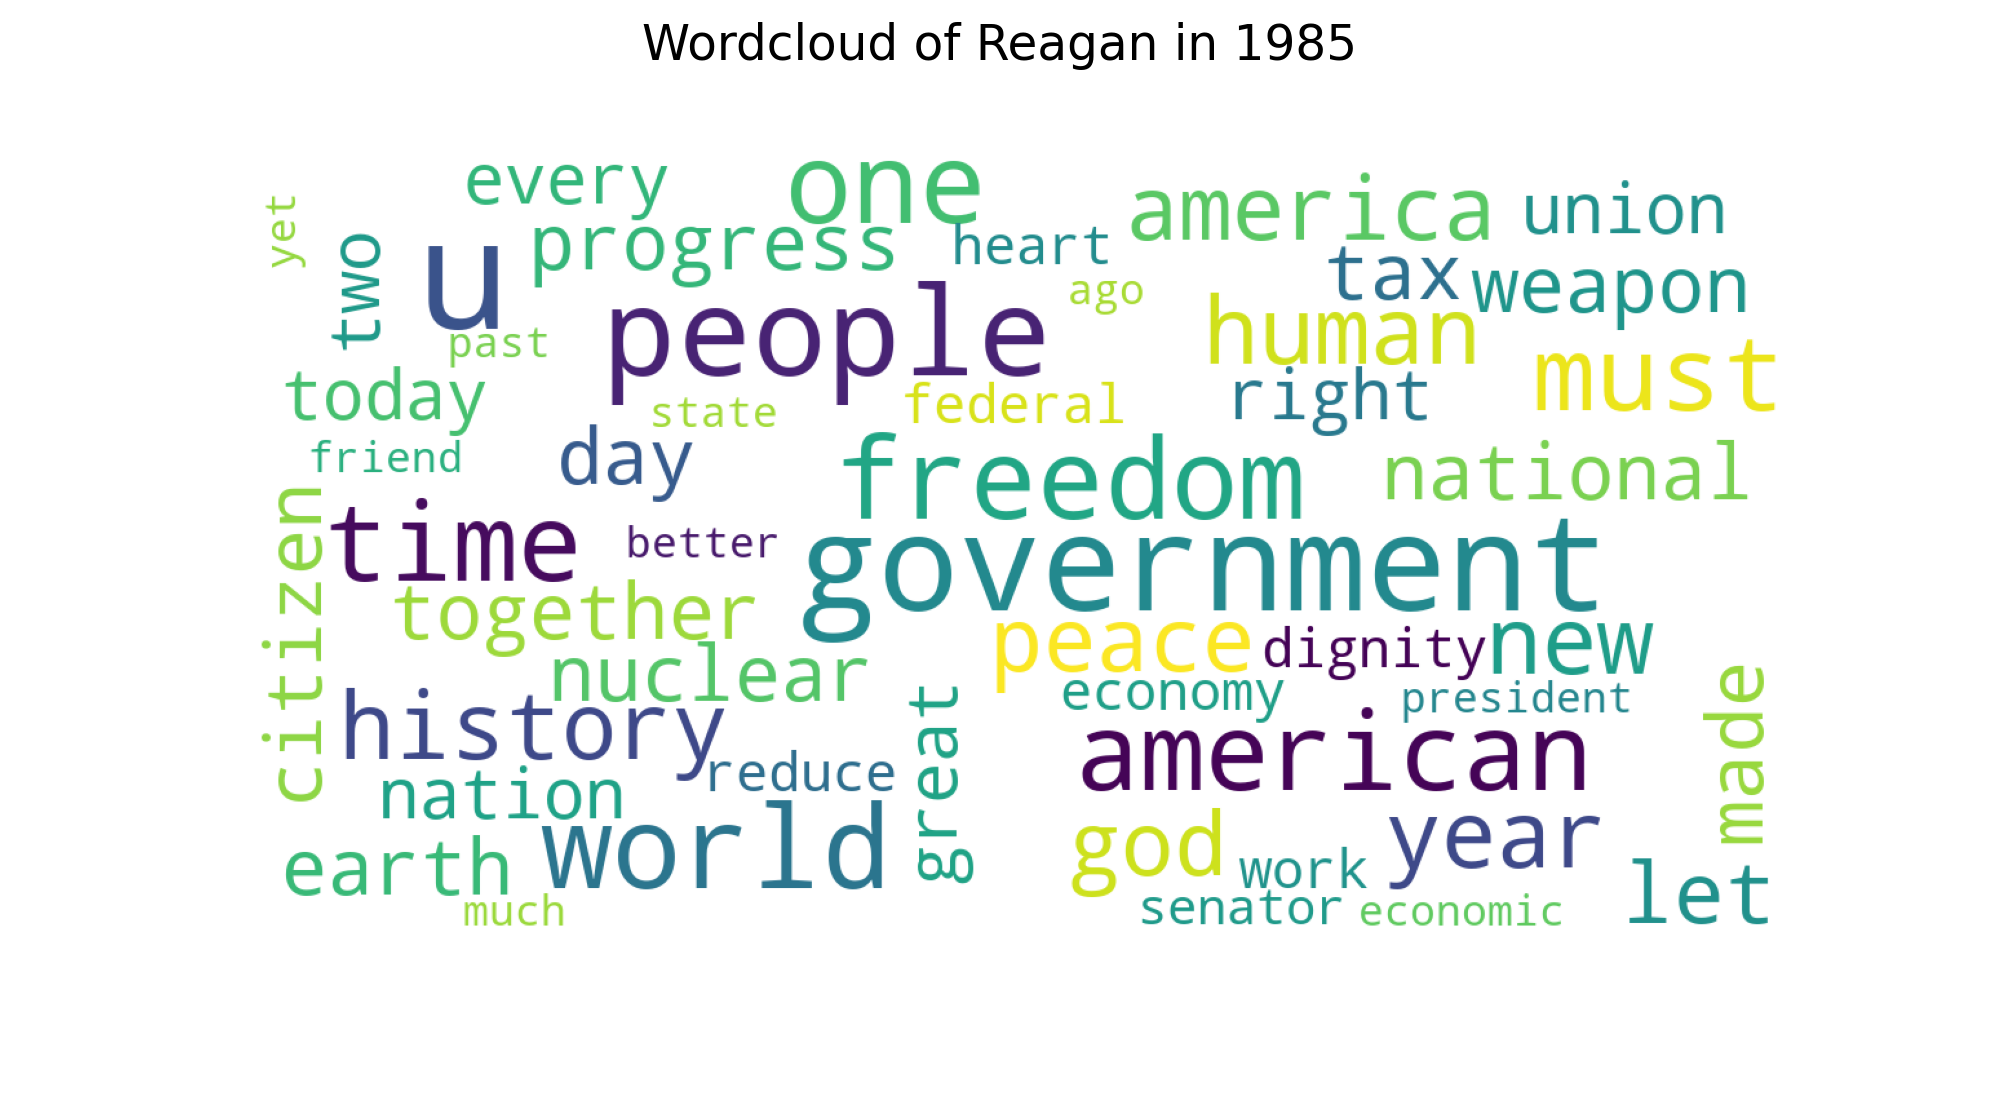 Wordcloud of Reagan in 1985
every
one
america
union
yet
two
u
progress
heart
tax
weapon
past
people
ago
human
must
today
state
federal
right
friend
day
freedom
national
citizen
time
better
government
together
peace
dignity
new
nuclear
history
great
economy
president
made
nation
reduce
american
earth
world
god
work
year
let
much
senator
economic